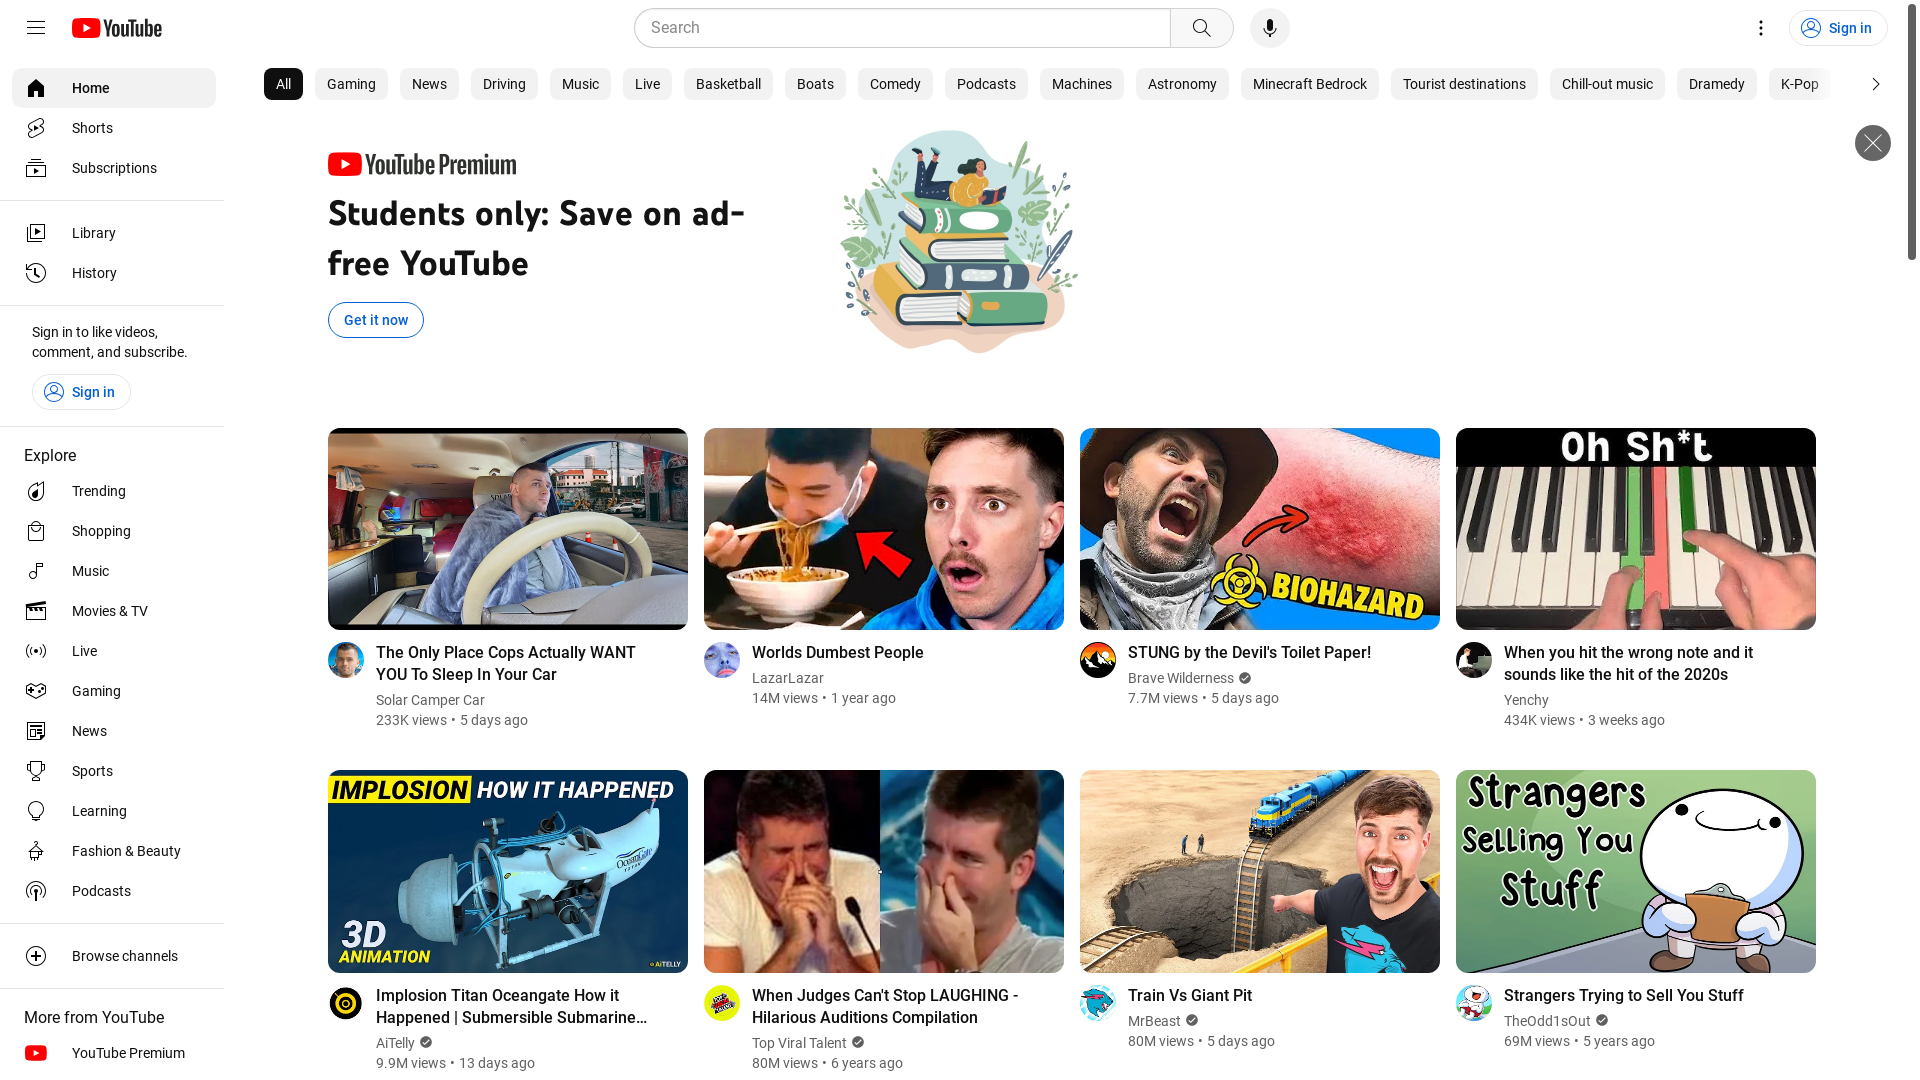 YouTube
Search
Sign in
Home
Shorts
Subscriptions
Library
History
Sign in to like videos,
comment, and subscribe.
Sign in
Explore
Trending
Shopping
Music
Movies & TV
Live
Gaming
News
Sports
Learning
Fashion & Beauty
Podcasts
Browse channels
More from YouTube
YouTube Premium
All
Gaming
News
Driving
Music
Live
Basketball
Boats
Comedy
Podcasts
Machines
Astronomy
Minecraft Bedrock
Tourist destinations
Chill-out music
Dramedy
K-Pop
YouTube Premium
Students only: Save on ad-
free YouTube
Get it now
The Only Place Cops Actually WANT
YOU To Sleep In Your Car
Solar Camper Car
233K views • 5 days ago
Worlds Dumbest People
LazarLazar
14M views • 1 year ago
BIOHAZARD
STUNG by the Devil's Toilet Paper!
Brave Wilderness
7.7M views • 5 days ago
Oh Sh*t
When you hit the wrong note and it
sounds like the hit of the 2020s
Yenchy
434K views • 3 weeks ago
IMPLOSION HOW IT HAPPENED
OceanGate
TITAN
3D
ANIMATION
AiTELLY
Implosion Titan Oceangate How it
Happened | Submersible Submarine...
AiTelly
9.9M views • 13 days ago
When Judges Can't Stop LAUGHING -
Hilarious Auditions Compilation
Top Viral Talent
80M views • 6 years ago
Train Vs Giant Pit
MrBeast
80M views • 5 days ago
Strangers
Selling You
Stuff
Strangers Trying to Sell You Stuff
TheOdd1sOut
69M views • 5 years ago